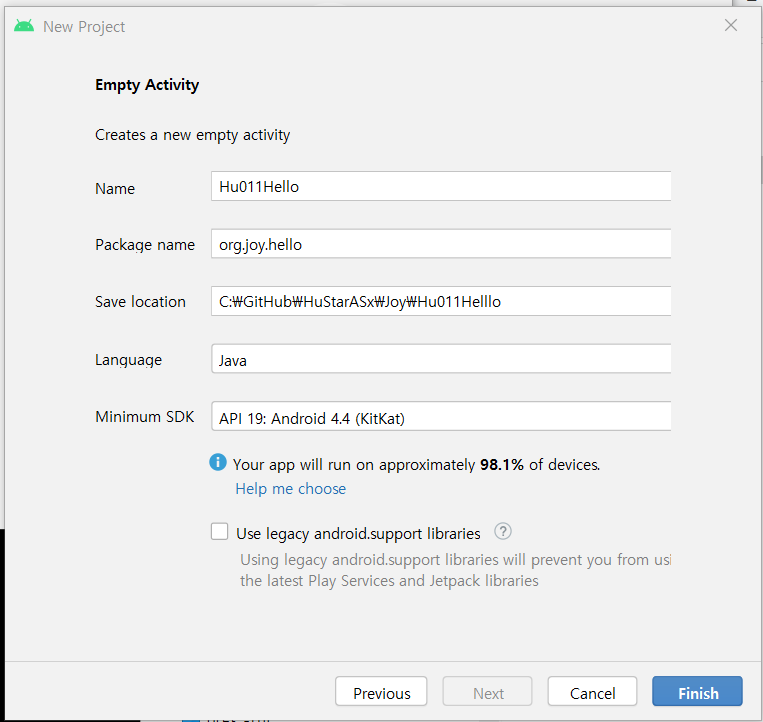 New Project
Empty Activity
Creates a new empty activity
Name
Hu011Hello
Package name
org.joy.hello
Save location
C:₩GitHub₩HuStarASx₩Joy₩Hu011Helllo
Language
Java
Minimum SDK
API 19: Android 4.4 (KitKat)
Your app will run on approximately 98.1% of devices.
Help me choose
Use legacy android.support libraries ?
Using legacy android.support libraries will prevent you from usi
the latest Play Services and Jetpack libraries
Previous
Next
Cancel
Finish